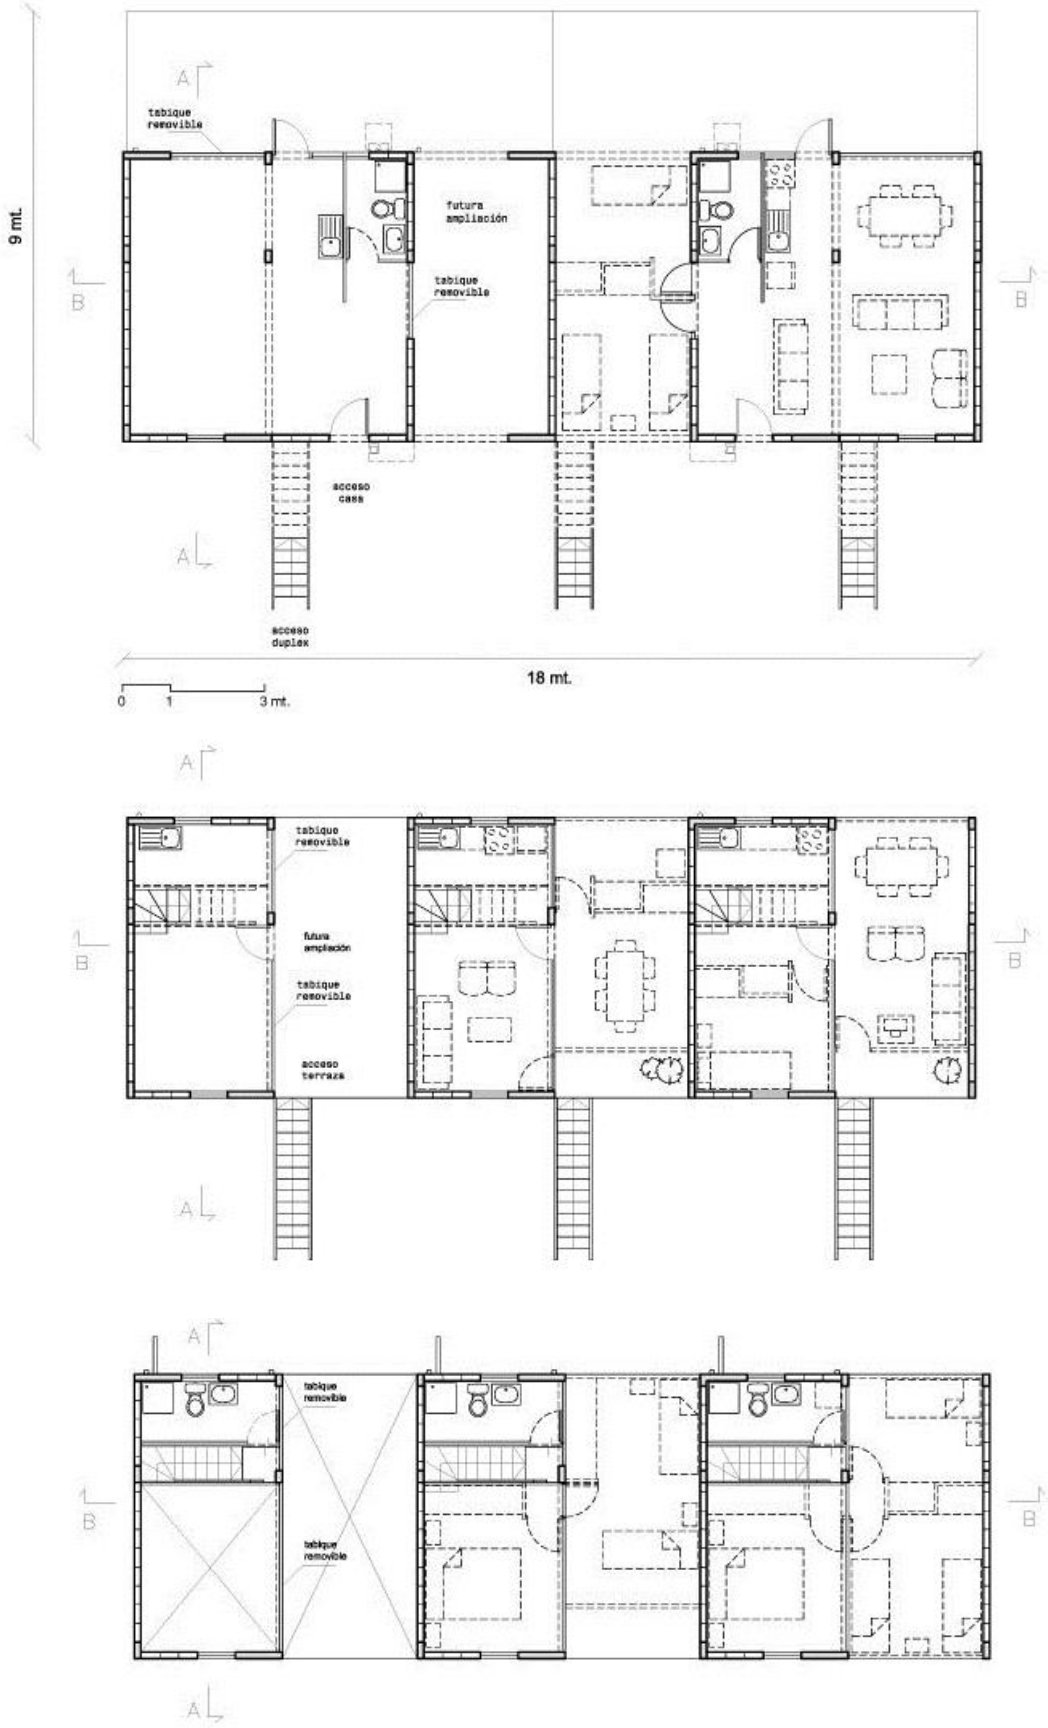 A
tabique
removible
9 mt.
futura
ampliación
tabique
removible
B
B
acceso
casa
A
acceso
duplex
18 mt.
0 1 3 mt.
A
tabique
removible
futura
ampliación
B
B
tabique
removible
acceso
terraza
A
A
tabique
removible
B
B
tabique
removible
A